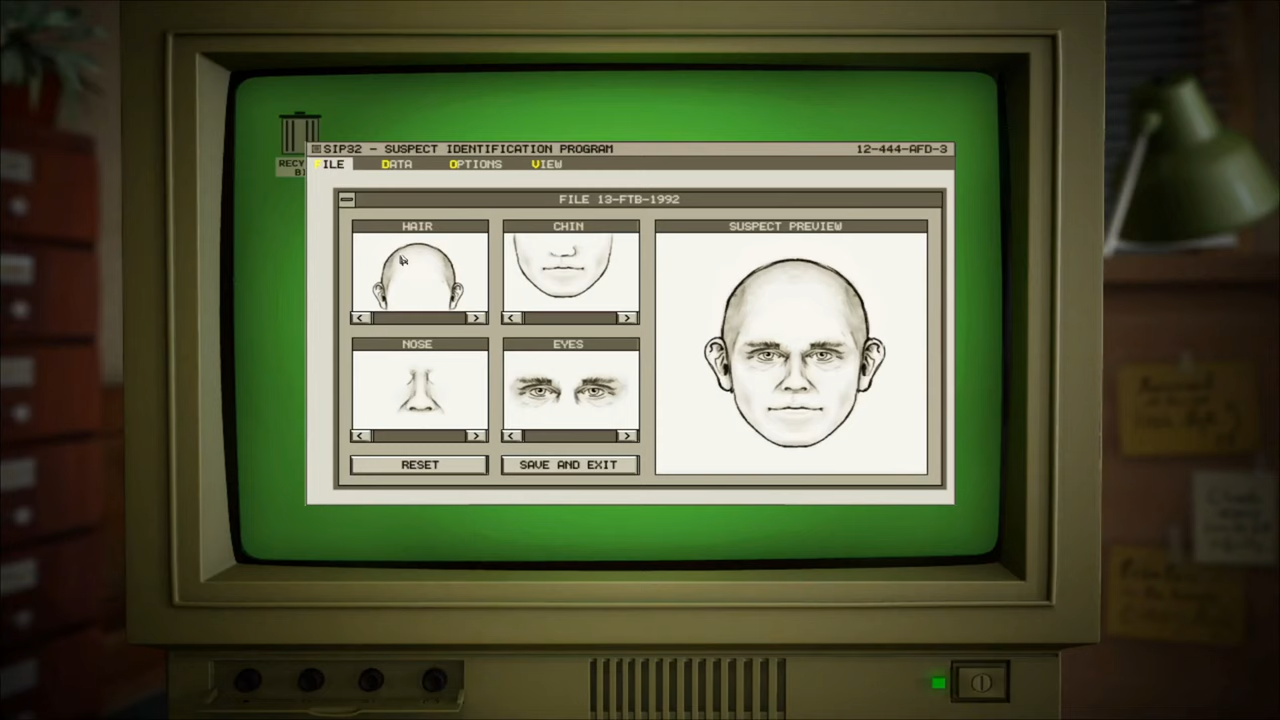 SIP32 - SUSPECT IDENTIFICATION PROGRAM 12-444-AFD-3
FILE DATA OPTIONS VIEW
FILE 13-FTB-1992
HAIR CHIN SUSPECT PREVIEW
< > < >
NOSE EYES
< > < >
RESET SAVE AND EXIT